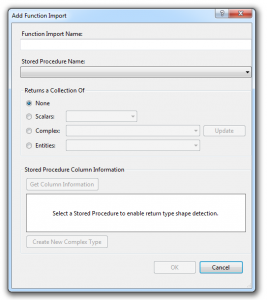 Add Function Import
Function Import Name:
Stored Procedure Name:
Returns a Collection Of
None
Scalars:
Complex:
Update
Entities:
Stored Procedure Column Information
Get Column Information
Select a Stored Procedure to enable return type shape detection.
Create New Complex Type
OK
Cancel